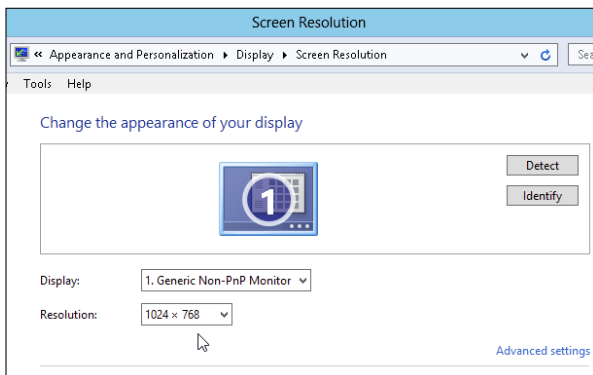 Screen Resolution
« Appearance and Personalization ▸ Display ▸ Screen Resolution
Tools Help
Change the appearance of your display
1
Detect
Identify
Display: 1. Generic Non-PnP Monitor
Resolution: 1024 × 768
Advanced settings